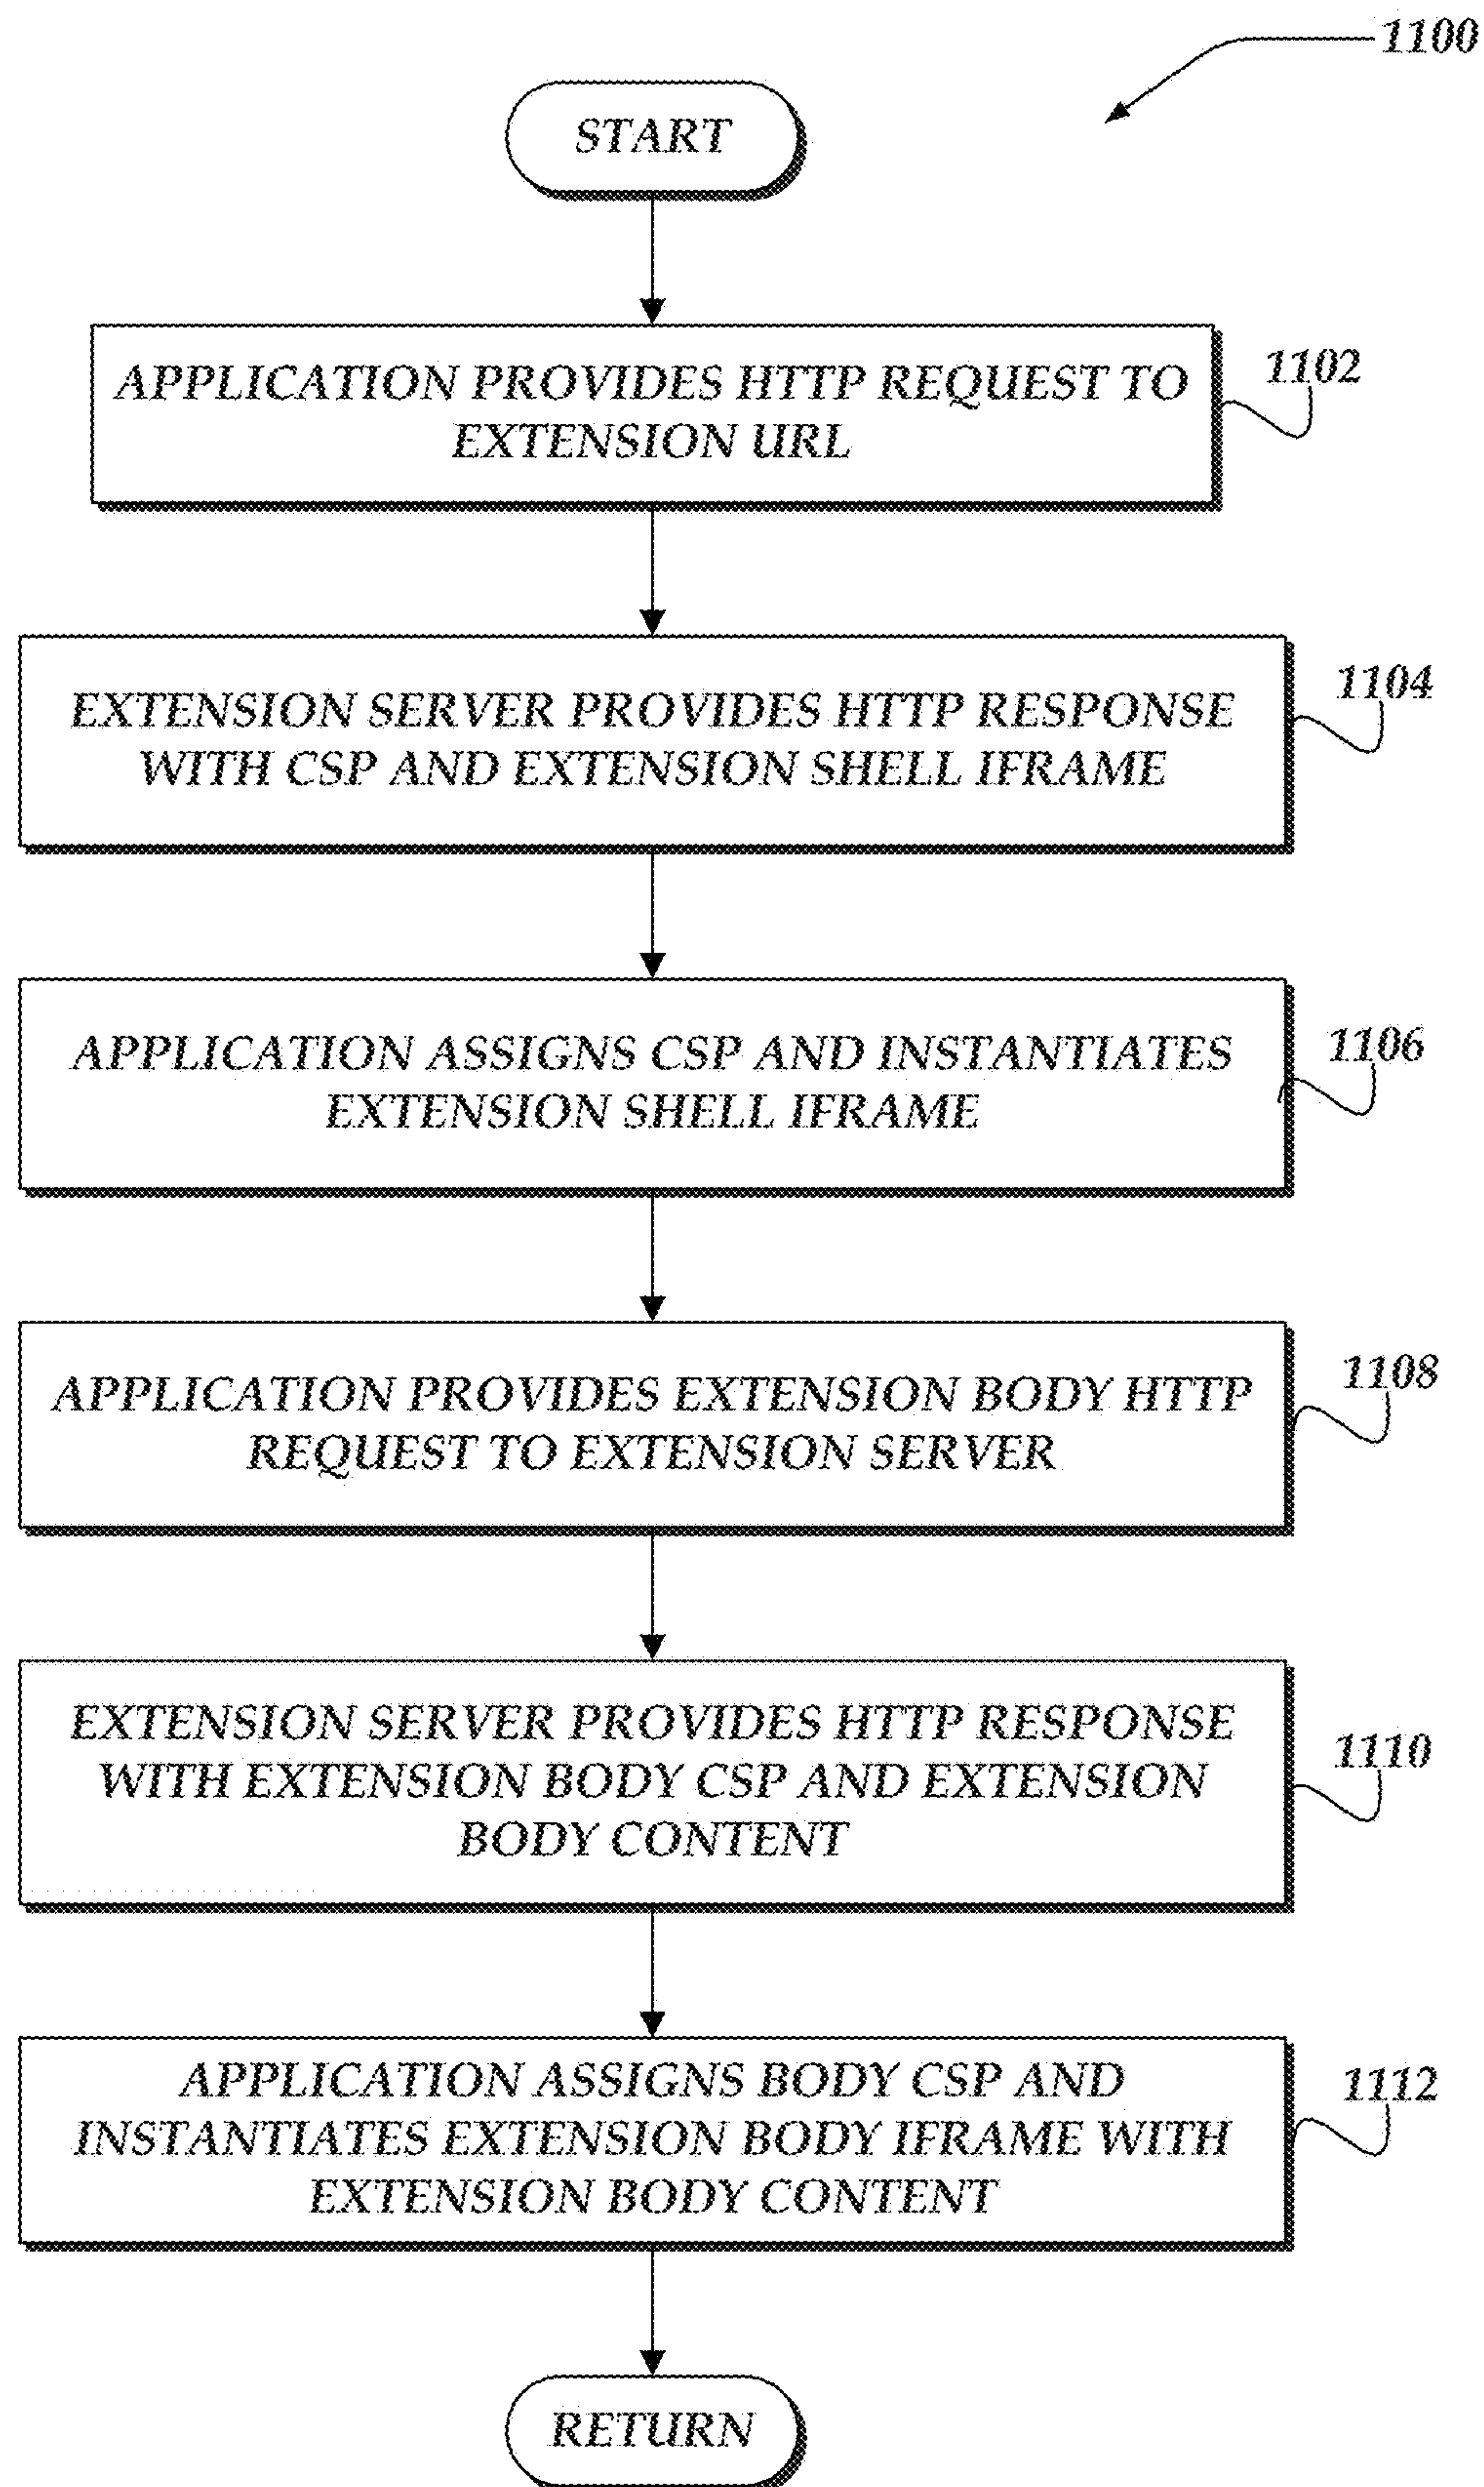 1100
START
APPLICATION PROVIDES HTTP REQUEST TO
EXTENSION URL
1102
EXTENSION SERVER PROVIDES HTTP RESPONSE
WITH CSP AND EXTENSION SHELL IFRAME
1104
APPLICATION ASSIGNS CSP AND INSTANTIATES
EXTENSION SHELL IFRAME
1106
APPLICATION PROVIDES EXTENSION BODY HTTP
REQUEST TO EXTENSION SERVER
1108
EXTENSION SERVER PROVIDES HTTP RESPONSE
WITH EXTENSION BODY CSP AND EXTENSION
BODY CONTENT
1110
APPLICATION ASSIGNS BODY CSP AND
INSTANTIATES EXTENSION BODY IFRAME WITH
EXTENSION BODY CONTENT
1112
RETURN